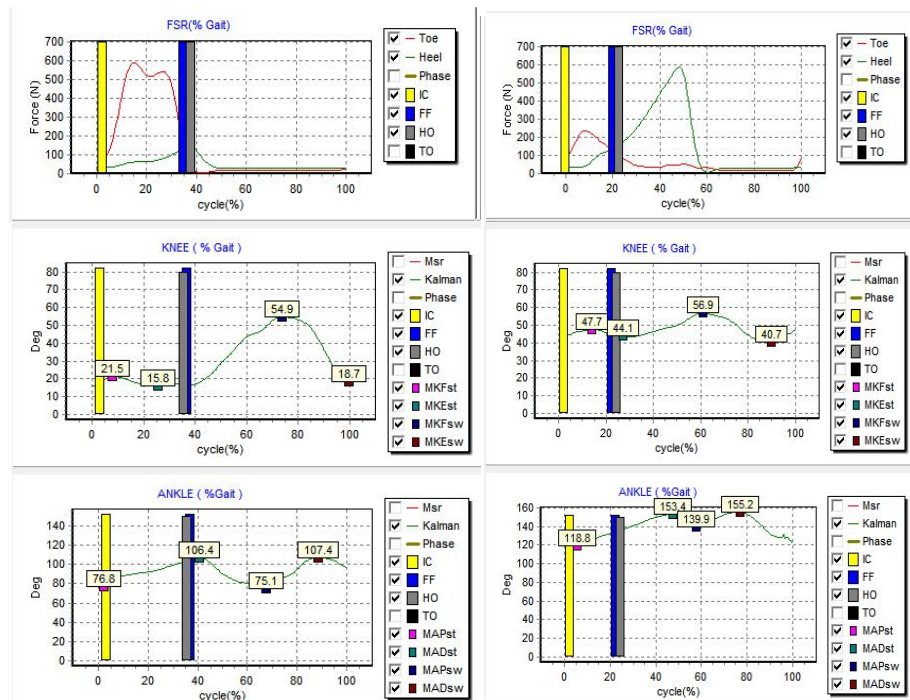 FSR(% Gait)
Force (N)
700
600
500
400
300
200
100
0
0 20 40 60 80 100
cycle(%)
Toe
Heel
Phase
IC
FF
HO
TO
FSR(% Gait)
Force (N)
700
600
500
400
300
200
100
0
0 20 40 60 80 100
cycle(%)
Toe
Heel
Phase
IC
FF
HO
TO
KNEE ( % Gait )
Deg
80
70
60
50
40
30
20
10
0
21.5
15.8
54.9
18.7
0 20 40 60 80 100
cycle(%)
Msr
Kalman
Phase
IC
FF
HO
TO
MKFst
MKEst
MKFsw
MKEsw
KNEE ( % Gait )
Deg
80
70
60
50
40
30
20
10
0
47.7
44.1
56.9
40.7
0 20 40 60 80 100
cycle(%)
Msr
Kalman
Phase
IC
FF
HO
TO
MKFst
MKEst
MKFsw
MKEsw
ANKLE ( %Gait )
Deg
140
120
100
80
60
40
20
0
76.8
106.4
75.1
107.4
0 20 40 60 80 100
cycle(%)
Msr
Kalman
Phase
IC
FF
HO
TO
MAPst
MADst
MAPsw
MADsw
ANKLE ( %Gait )
Deg
160
140
120
100
80
60
40
20
0
118.8
153.4
139.9
155.2
0 20 40 60 80 100
cycle(%)
Msr
Kalman
Phase
IC
FF
HO
TO
MAPst
MADst
MAPsw
MADsw